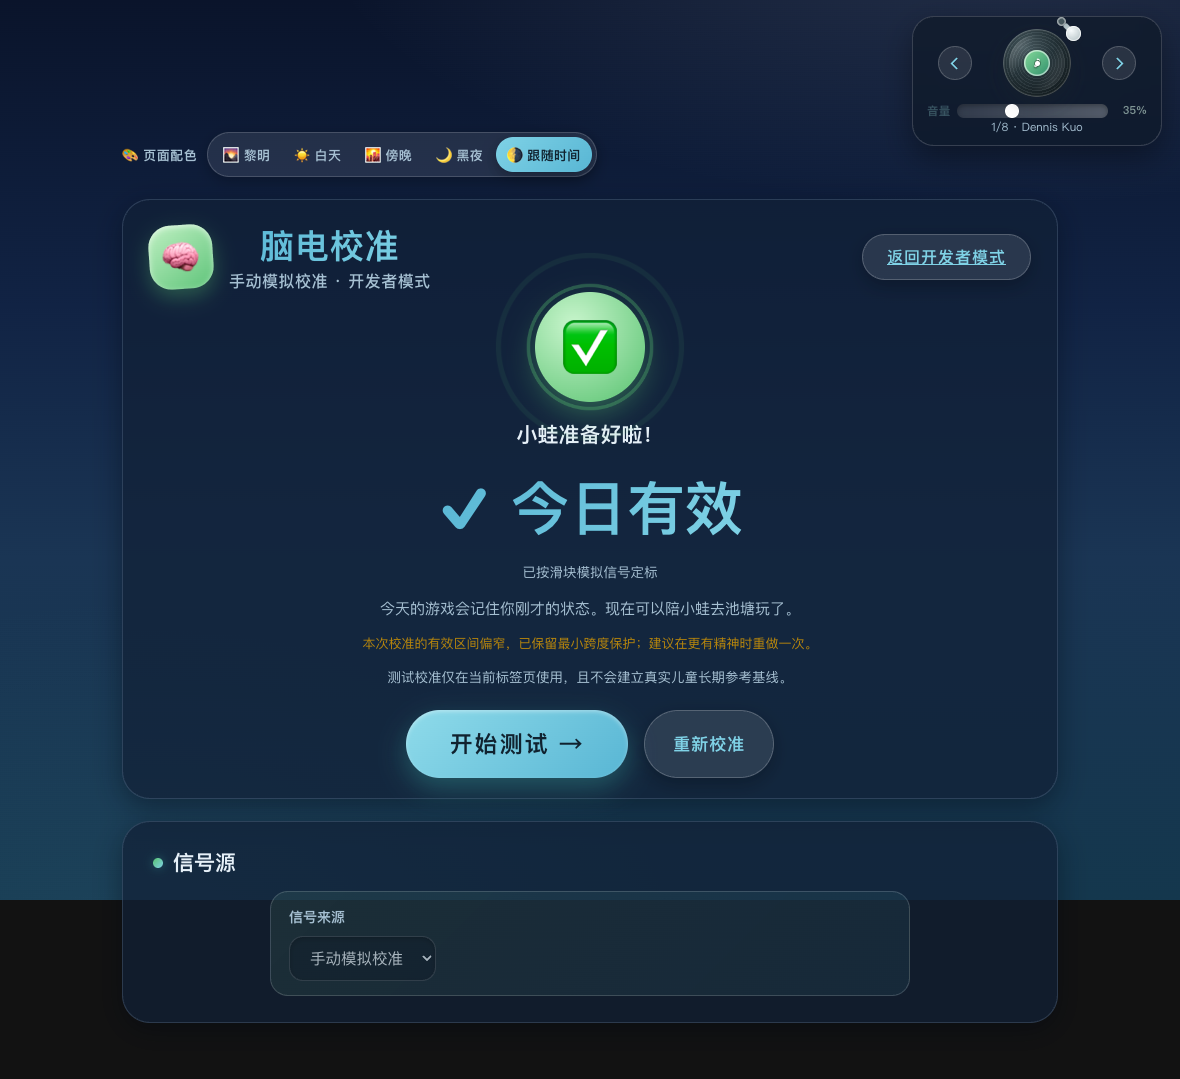 音量
35%
1/8 · Dennis Kuo
页面配色
黎明
白天
傍晚
黑夜
跟随时间
脑电校准
手动模拟校准 · 开发者模式
返回开发者模式
小蛙准备好啦！
✓ 今日有效
已按滑块模拟信号定标
今天的游戏会记住你刚才的状态。现在可以陪小蛙去池塘玩了。
本次校准的有效区间偏窄，已保留最小跨度保护；建议在更有精神时重做一次。
测试校准仅在当前标签页使用，且不会建立真实儿童长期参考基线。
开始测试 →
重新校准
信号源
信号来源
手动模拟校准